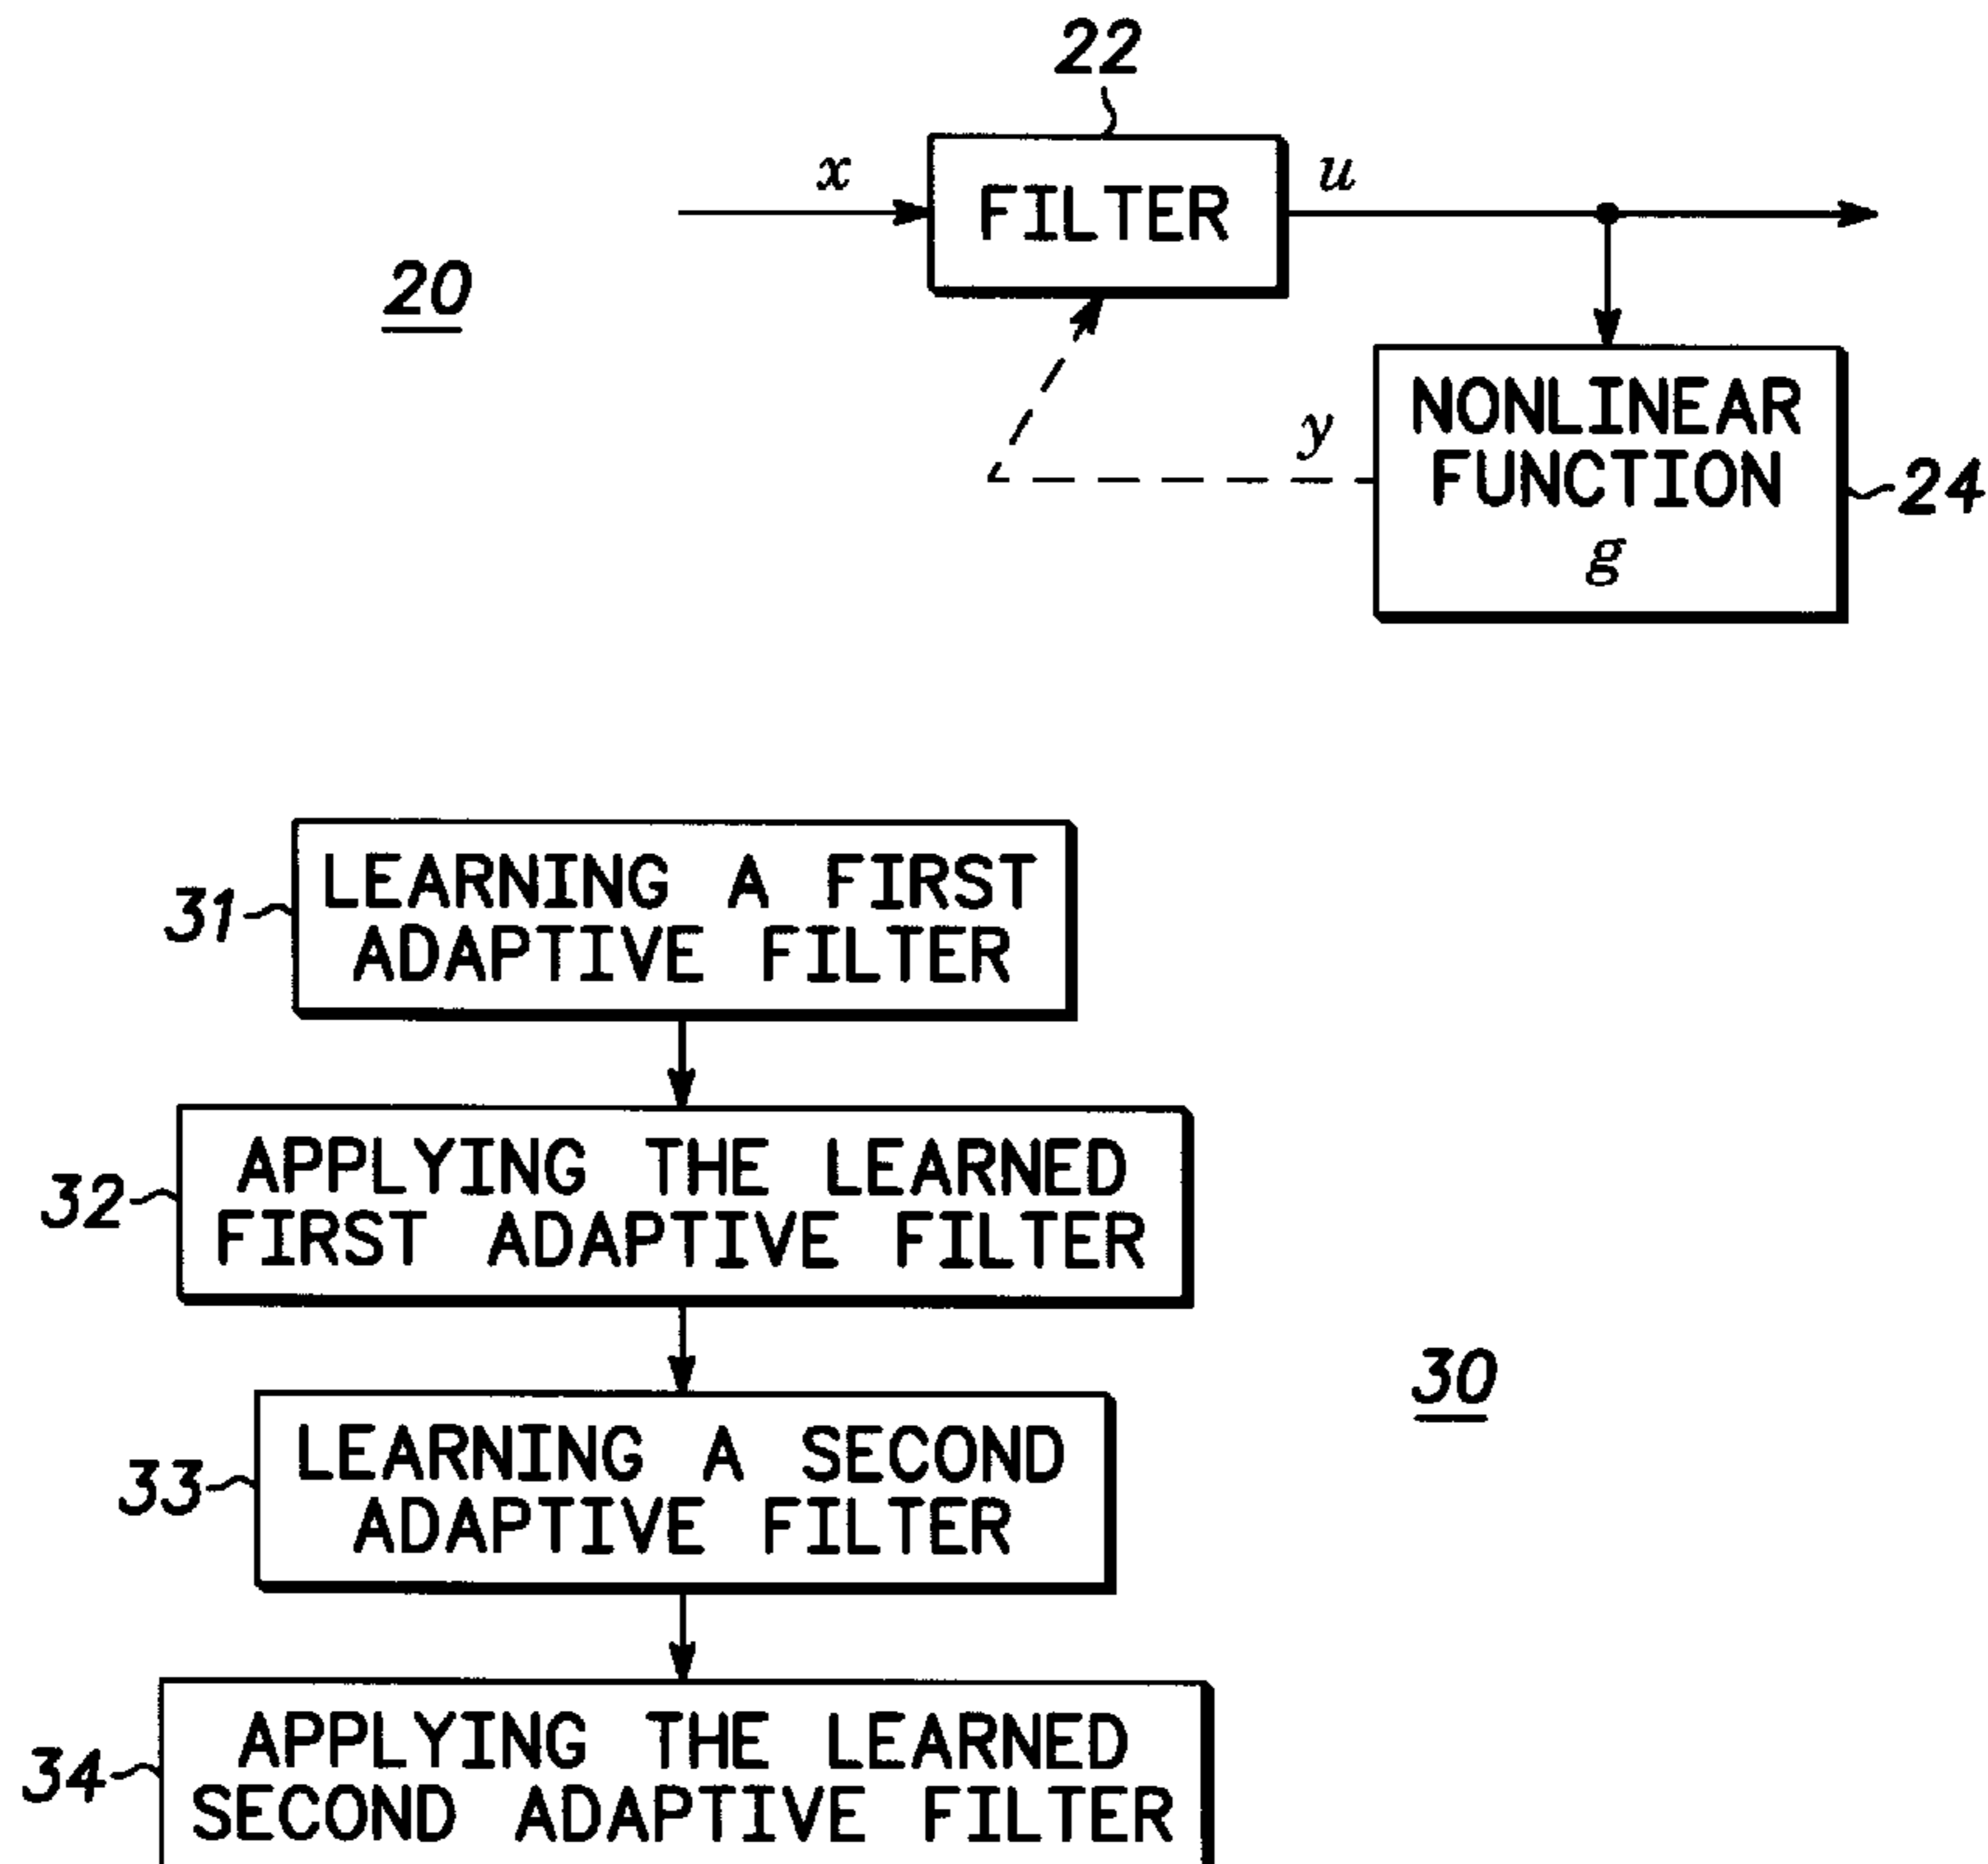 22
x
FILTER
u
20
y
NONLINEAR
FUNCTION
g
24
31
LEARNING A FIRST
ADAPTIVE FILTER
32
APPLYING THE LEARNED
FIRST ADAPTIVE FILTER
30
33
LEARNING A SECOND
ADAPTIVE FILTER
34
APPLYING THE LEARNED
SECOND ADAPTIVE FILTER